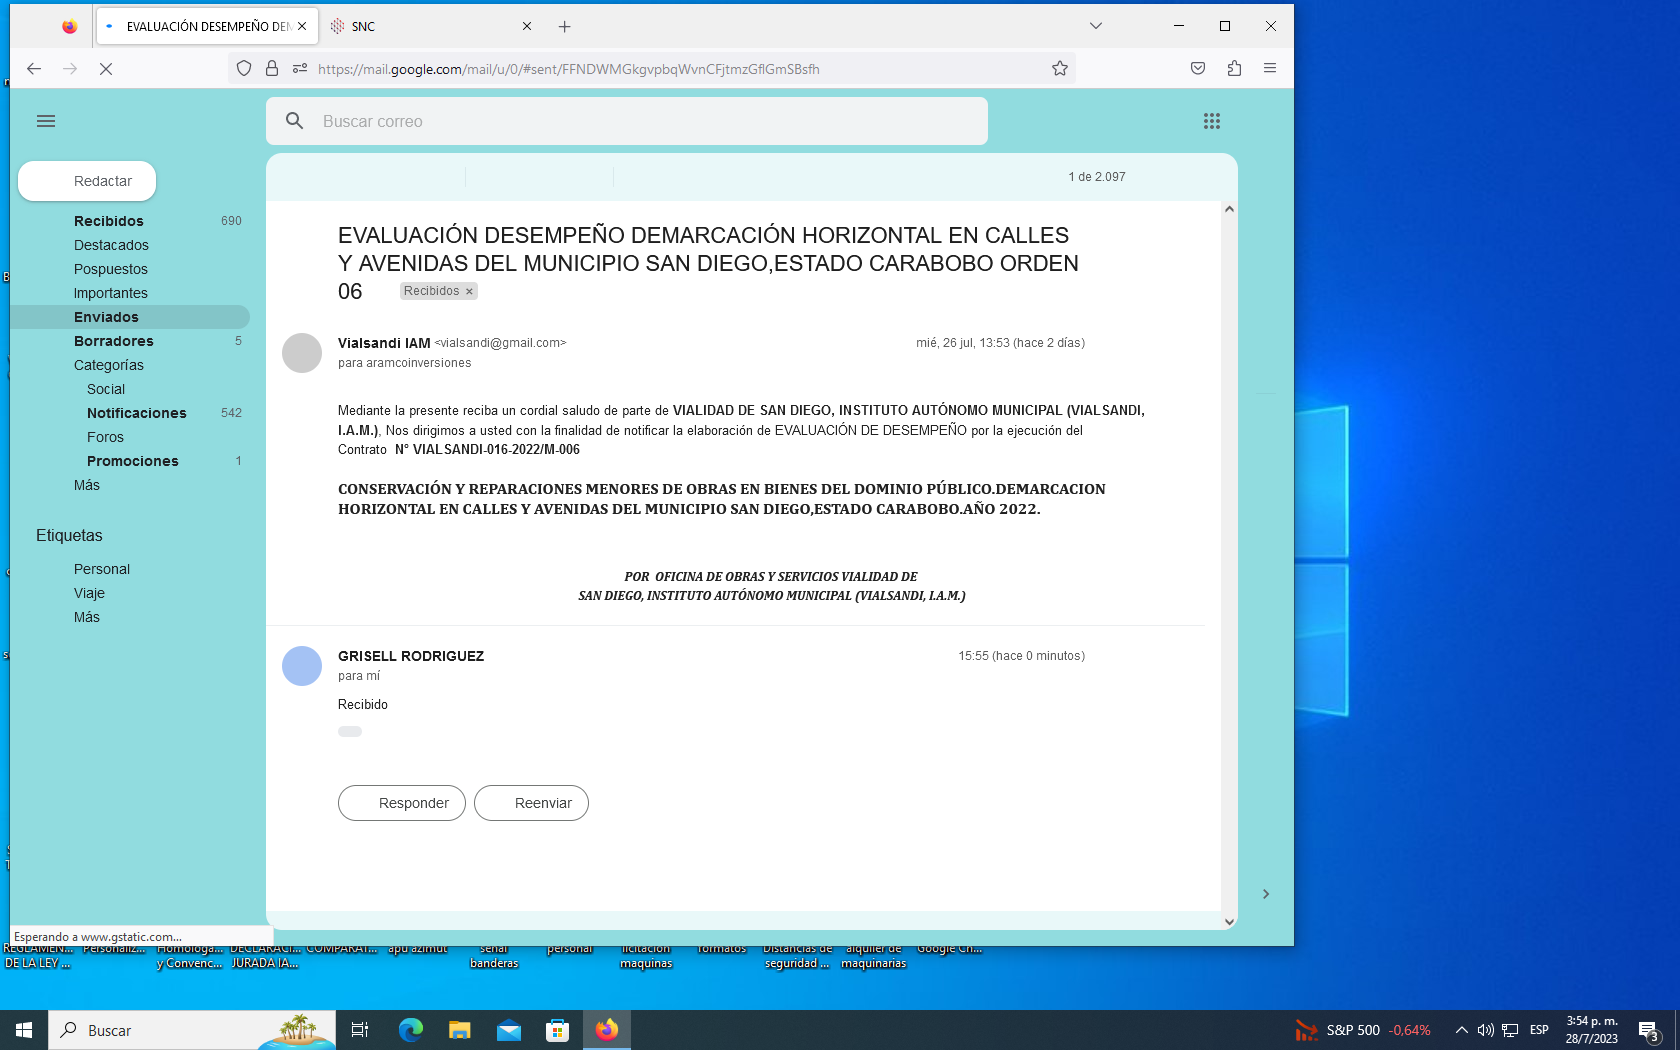 EVALUACIÓN DESEMPEÑO DEM
SNC
https://mail.google.com/mail/u/0/#sent/FFNDWMGkgvpbqWvnCFjtmzGflGmSBsfh
Buscar correo
Redactar
1 de 2.097
Recibidos 690
Destacados
Pospuestos
Importantes
Enviados
Borradores 5
Categorías
Social
Notificaciones 542
Foros
Promociones 1
Más
Etiquetas
Personal
Viaje
Más
EVALUACIÓN DESEMPEÑO DEMARCACIÓN HORIZONTAL EN CALLES
Y AVENIDAS DEL MUNICIPIO SAN DIEGO,ESTADO CARABOBO ORDEN
06 Recibidos ×
Vialsandi IAM <vialsandi@gmail.com> mié, 26 jul, 13:53 (hace 2 días)
para aramcoinversiones
Mediante la presente reciba un cordial saludo de parte de VIALIDAD DE SAN DIEGO, INSTITUTO AUTÓNOMO MUNICIPAL (VIALSANDI,
I.A.M.), Nos dirigimos a usted con la finalidad de notificar la elaboración de EVALUACIÓN DE DESEMPEÑO por la ejecución del
Contrato N° VIALSANDI-016-2022/M-006
CONSERVACIÓN Y REPARACIONES MENORES DE OBRAS EN BIENES DEL DOMINIO PÚBLICO.DEMARCACION
HORIZONTAL EN CALLES Y AVENIDAS DEL MUNICIPIO SAN DIEGO,ESTADO CARABOBO.AÑO 2022.
POR OFICINA DE OBRAS Y SERVICIOS VIALIDAD DE
SAN DIEGO, INSTITUTO AUTÓNOMO MUNICIPAL (VIALSANDI, I.A.M.)
GRISELL RODRIGUEZ 15:55 (hace 0 minutos)
para mí
Recibido
Responder Reenviar
Esperando a www.gstatic.com...
REGLAMEN... Personaliz... Homologa... DECLARACI... COMPARAT... apu azimut señal personal licitacion formatos Distancias de alquiler de Google Ch...
DE LA LEY ... y Convenc... JURADA IA... banderas maquinas seguridad ... maquinarias
Buscar
S&P 500 -0,64%
ESP
3:54 p. m.
28/7/2023
3